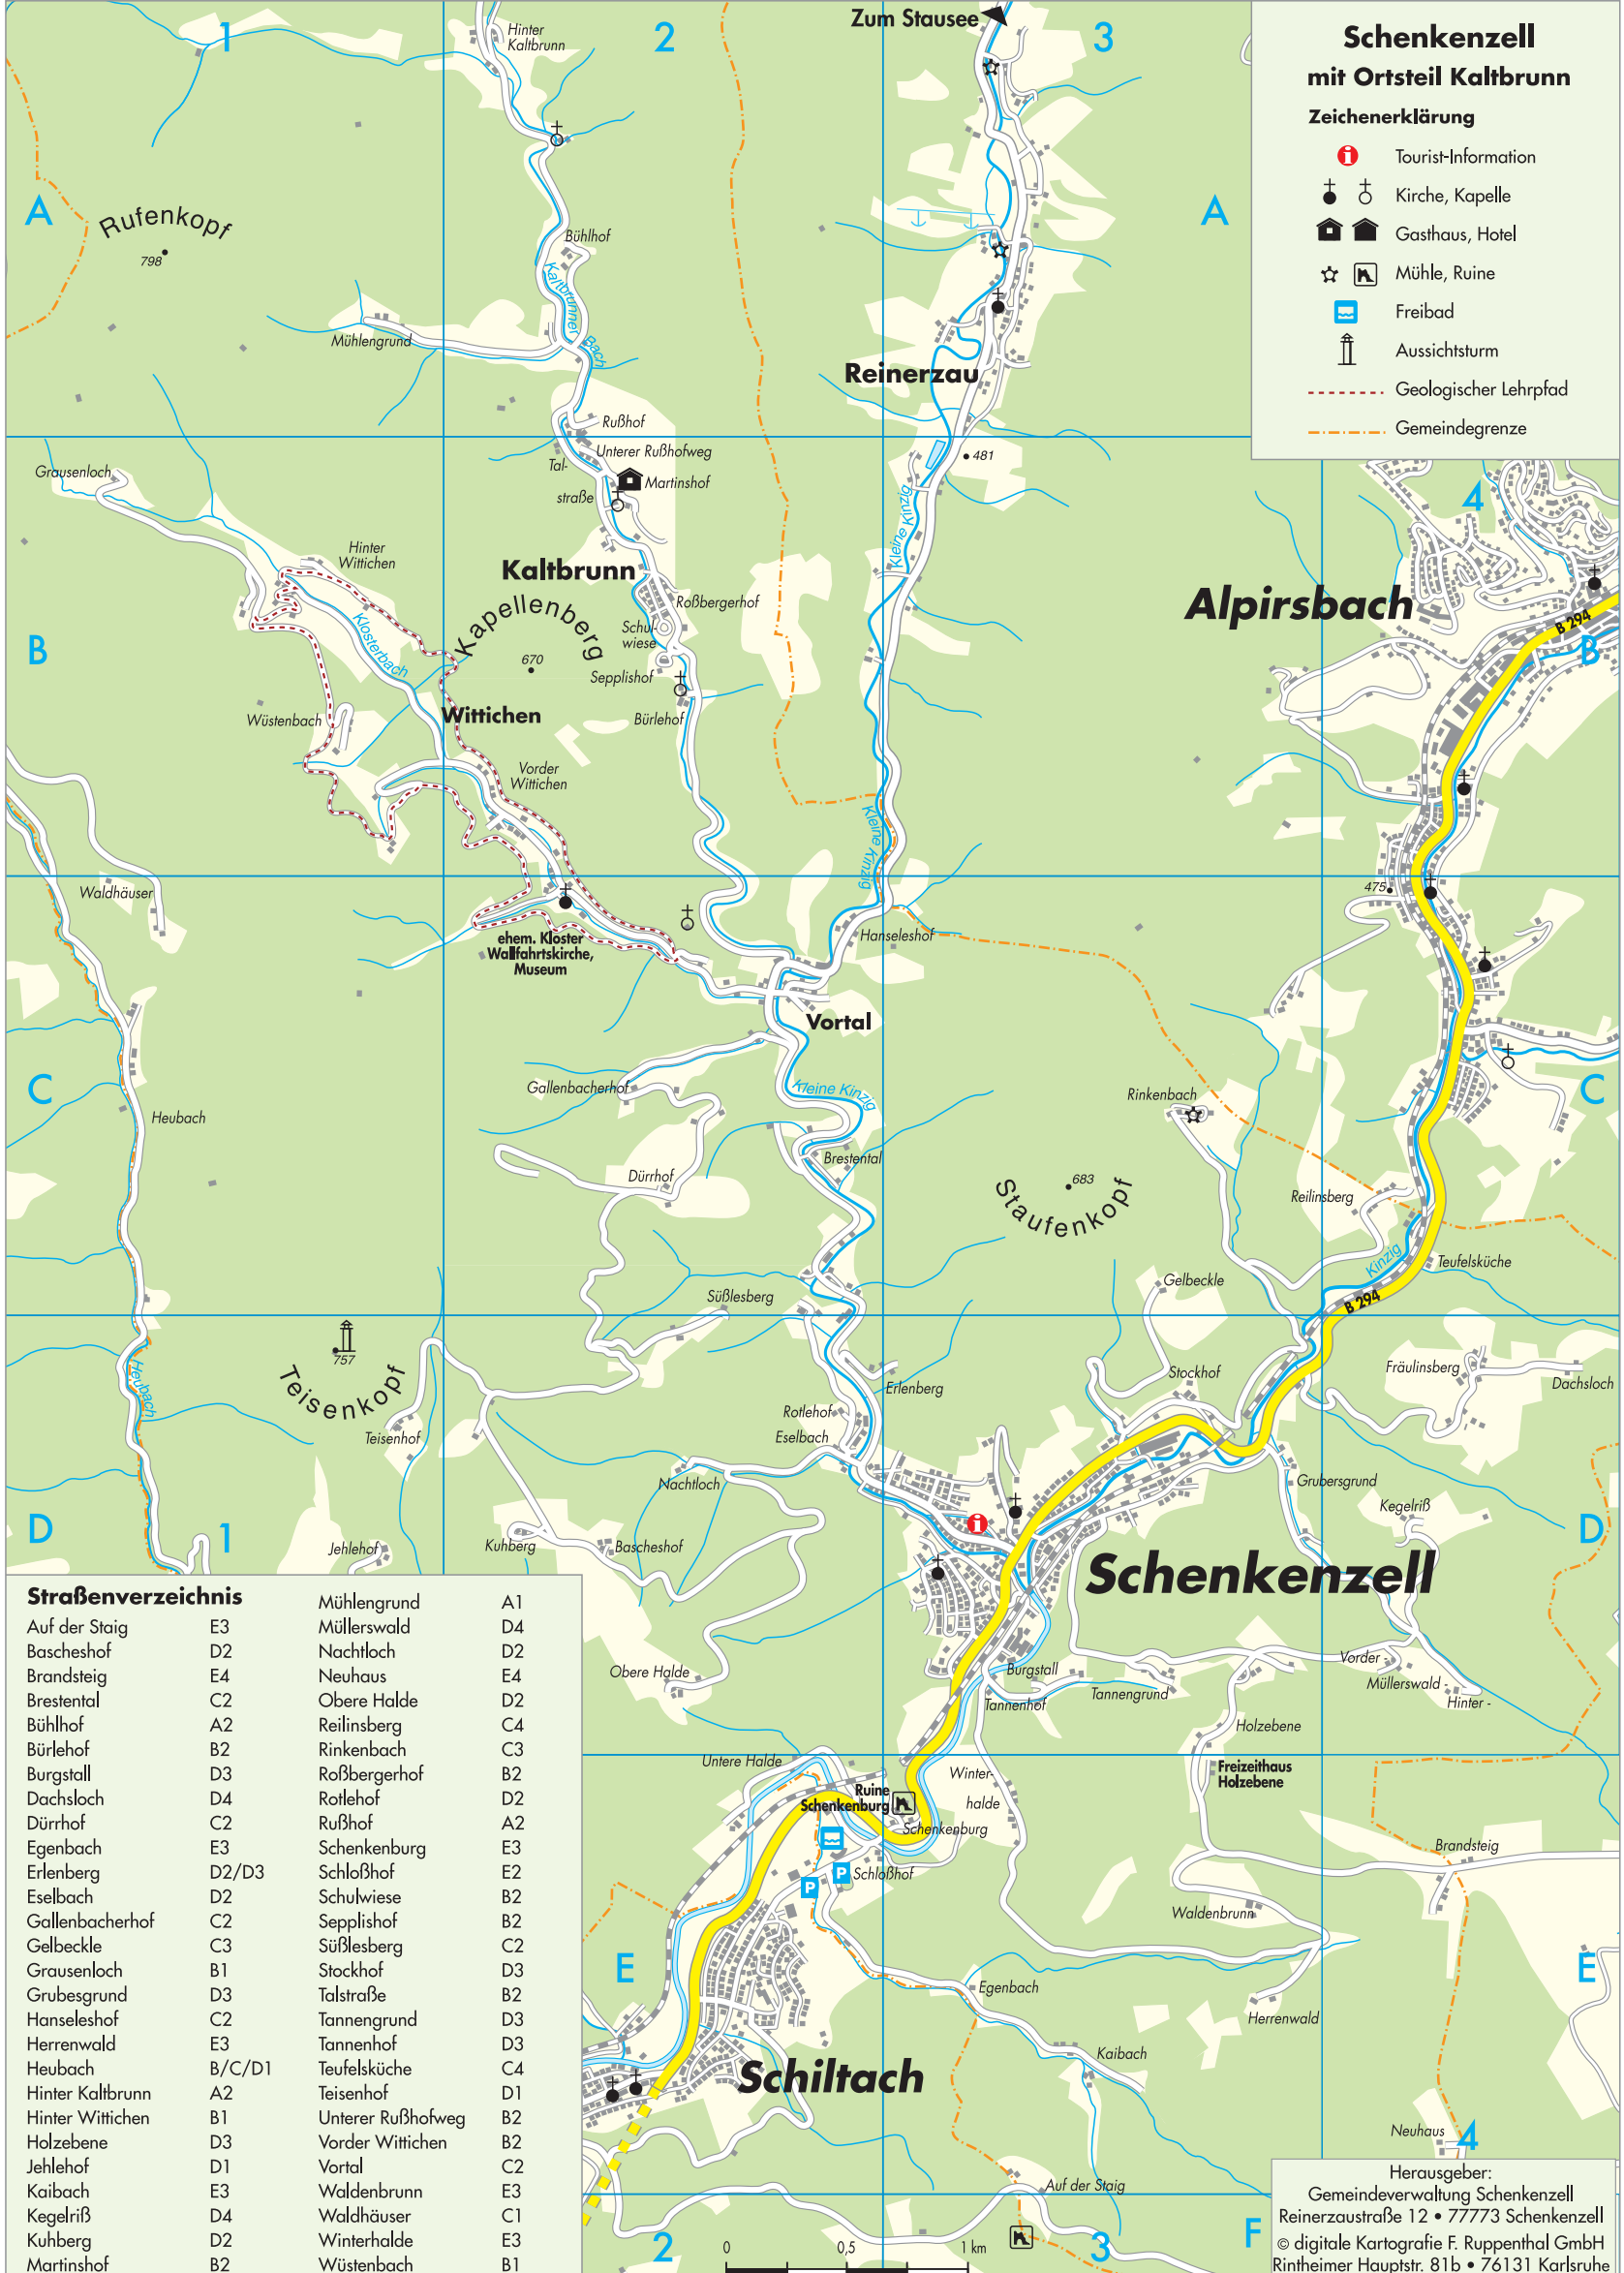 Schenkenzell
mit Ortsteil Kaltbrunn
Zeichenerklärung
Tourist-Information
Kirche, Kapelle
Gasthaus, Hotel
Mühle, Ruine
Freibad
Aussichtsturm
Geologischer Lehrpfad
Gemeindegrenze
1
2
Zum Stausee
3
Hinter
Kaltbrunn
A
A
Rufenkopf
798
Bühlhof
Kaltbrunner Bach
Mühlengrund
Reinerzau
Rußhof
Unterer Rußhofweg
Tal-
straße
Martinshof
481
Grausenloch
4
Kleine Kinzig
Hinter
Wittichen
Kaltbrunn
Kapellenberg
670
Roßbergerhof
Schul-
wiese
Sepplishof
Bürlehof
Alpirsbach
B 294
B
B
Klosterbach
Wittichen
Wüstenbach
Vorder
Wittichen
Kleine Kinzig
475
Waldhäuser
ehem. Kloster
Wallfahrtskirche,
Museum
Hanseleshof
Vortal
C
C
Heubach
Gallenbacherhof
Kleine Kinzig
Rinkenbach
Brestental
Dürrhof
Staufenkopf
683
Reilinsberg
Kinzig
Teufelsküche
B 294
Gelbeckle
Süßlesberg
757
Teisenkopf
Heubach
Teisenhof
Erlenberg
Rotlehof
Eselbach
Stockhof
Fräulinsberg
Dachsloch
Nachtloch
Grubersgrund
Kegelriß
D
1
D
Jehlehof
Kuhberg
Bascheshof
Schenkenzell
Obere Halde
Burgstall
Tannenhof
Tannengrund
Vorder -
Müllerswald -
Hinter -
Holzebene
Untere Halde
Freizeithaus
Holzebene
Winter-
halde
Ruine
Schenkenburg
Schenkenburg
P
P
Schloßhof
Brandsteig
Waldenbrunn
E
E
Egenbach
Herrenwald
Kaibach
Schiltach
Neuhaus
4
Auf der Staig
2
3
F
0
0,5
1 km
Straßenverzeichnis
Auf der Staig E3
Bascheshof D2
Brandsteig E4
Brestental C2
Bühlhof A2
Bürlehof B2
Burgstall D3
Dachsloch D4
Dürrhof C2
Egenbach E3
Erlenberg D2/D3
Eselbach D2
Gallenbacherhof C2
Gelbeckle C3
Grausenloch B1
Grubesgrund D3
Hanseleshof C2
Herrenwald E3
Heubach B/C/D1
Hinter Kaltbrunn A2
Hinter Wittichen B1
Holzebene D3
Jehlehof D1
Kaibach E3
Kegelriß D4
Kuhberg D2
Martinshof B2
Mühlengrund A1
Müllerswald D4
Nachtloch D2
Neuhaus E4
Obere Halde D2
Reilinsberg C4
Rinkenbach C3
Roßbergerhof B2
Rotlehof D2
Rußhof A2
Schenkenburg E3
Schloßhof E2
Schulwiese B2
Sepplishof B2
Süßlesberg C2
Stockhof D3
Talstraße B2
Tannengrund D3
Tannenhof D3
Teufelsküche C4
Teisenhof D1
Unterer Rußhofweg B2
Vorder Wittichen B2
Vortal C2
Waldenbrunn E3
Waldhäuser C1
Winterhalde E3
Wüstenbach B1
Herausgeber:
Gemeindeverwaltung Schenkenzell
Reinerzaustraße 12 • 77773 Schenkenzell
© digitale Kartografie F. Ruppenthal GmbH
Rintheimer Hauptstr. 81b • 76131 Karlsruhe